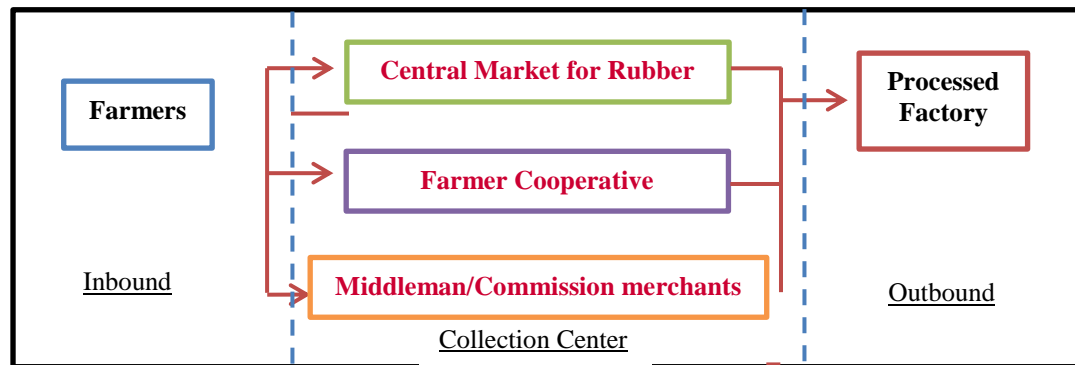 Farmers
Central Market for Rubber
Processed
Factory
Farmer Cooperative
Inbound
Middleman/Commission merchants
Outbound
Collection Center